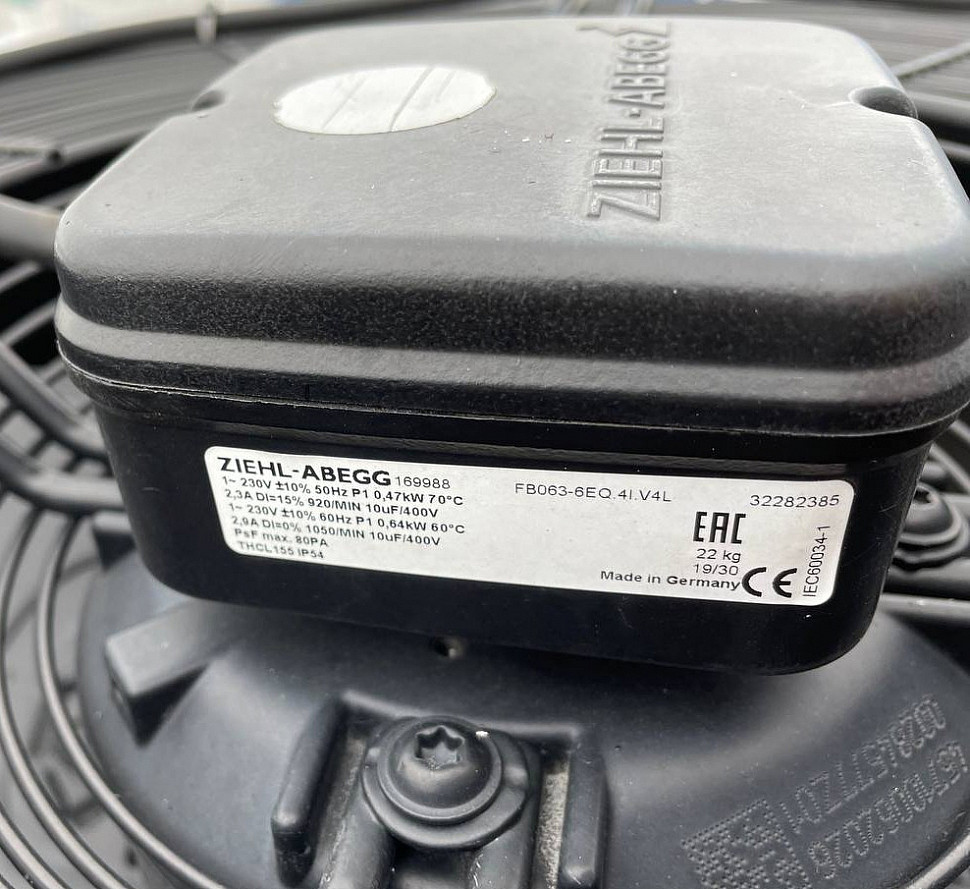 ZIEHL-ABEGG
ZIEHL-ABEGG 169988 FB063-6EQ.4I.V4L 32282385
1~ 230V ±10% 50Hz P1 0,47kW 70°C
2,3A DI=15% 920/MIN 10uF/400V
1~ 230V ±10% 60Hz P1 0,64kW 60°C
2,9A DI=0% 1050/MIN 10uF/400V
PsF max. 80PA
THCL155 IP54
EAC
22 kg
19/30
Made in Germany CE
IEC60034-1